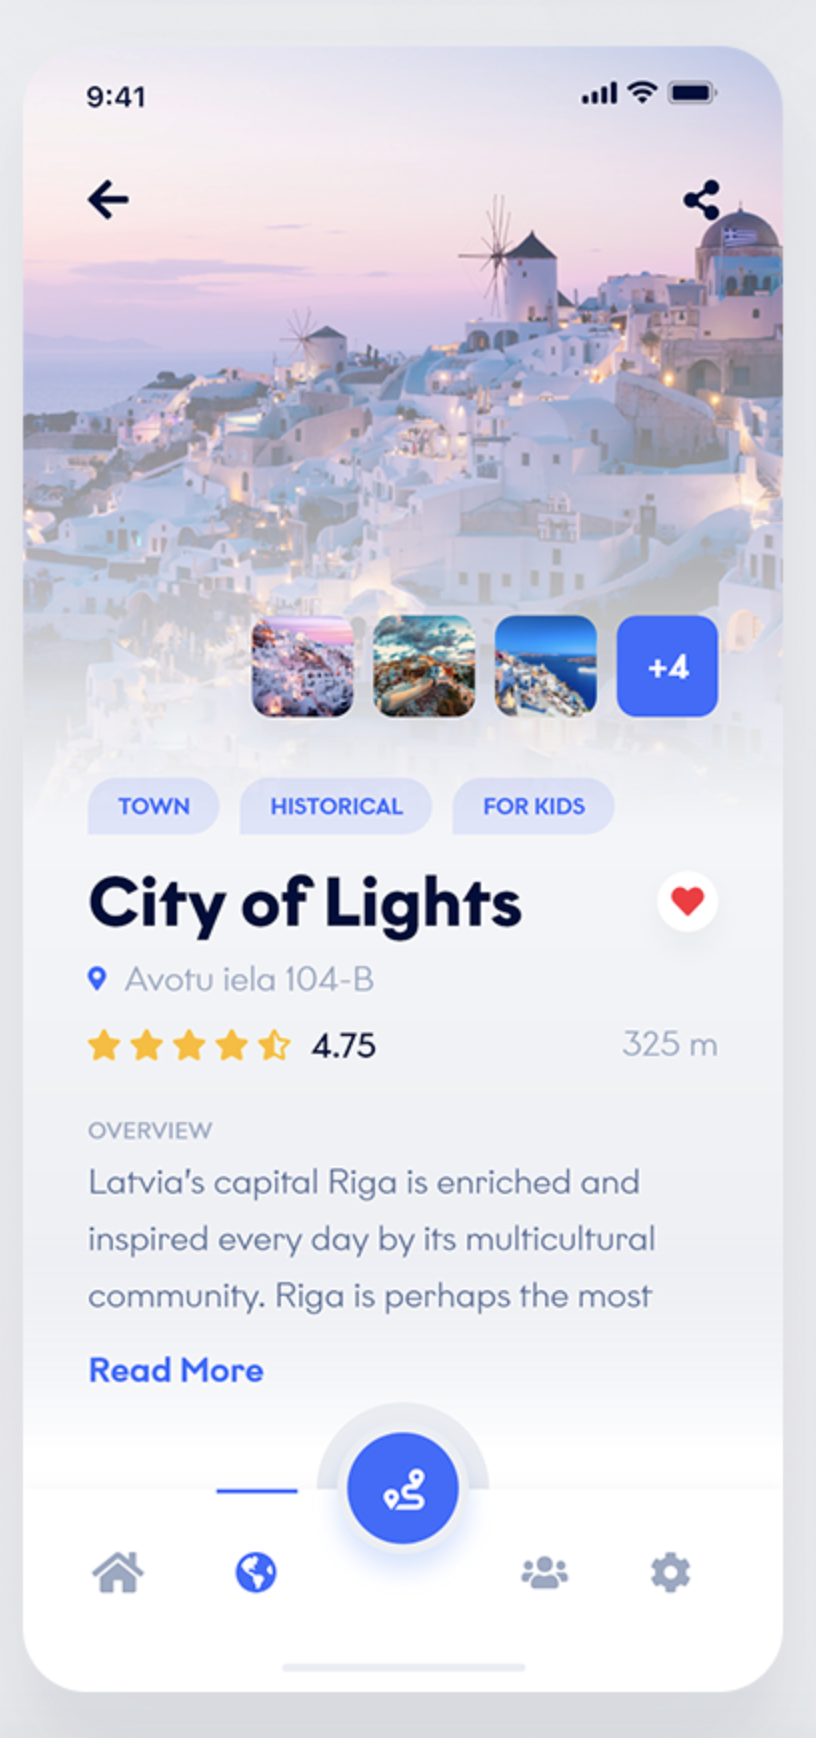 9:41
+4
TOWN HISTORICAL FOR KIDS
City of Lights
Avotu iela 104-B
4.75 325 m
OVERVIEW
Latvia's capital Riga is enriched and
inspired every day by its multicultural
community. Riga is perhaps the most
Read More